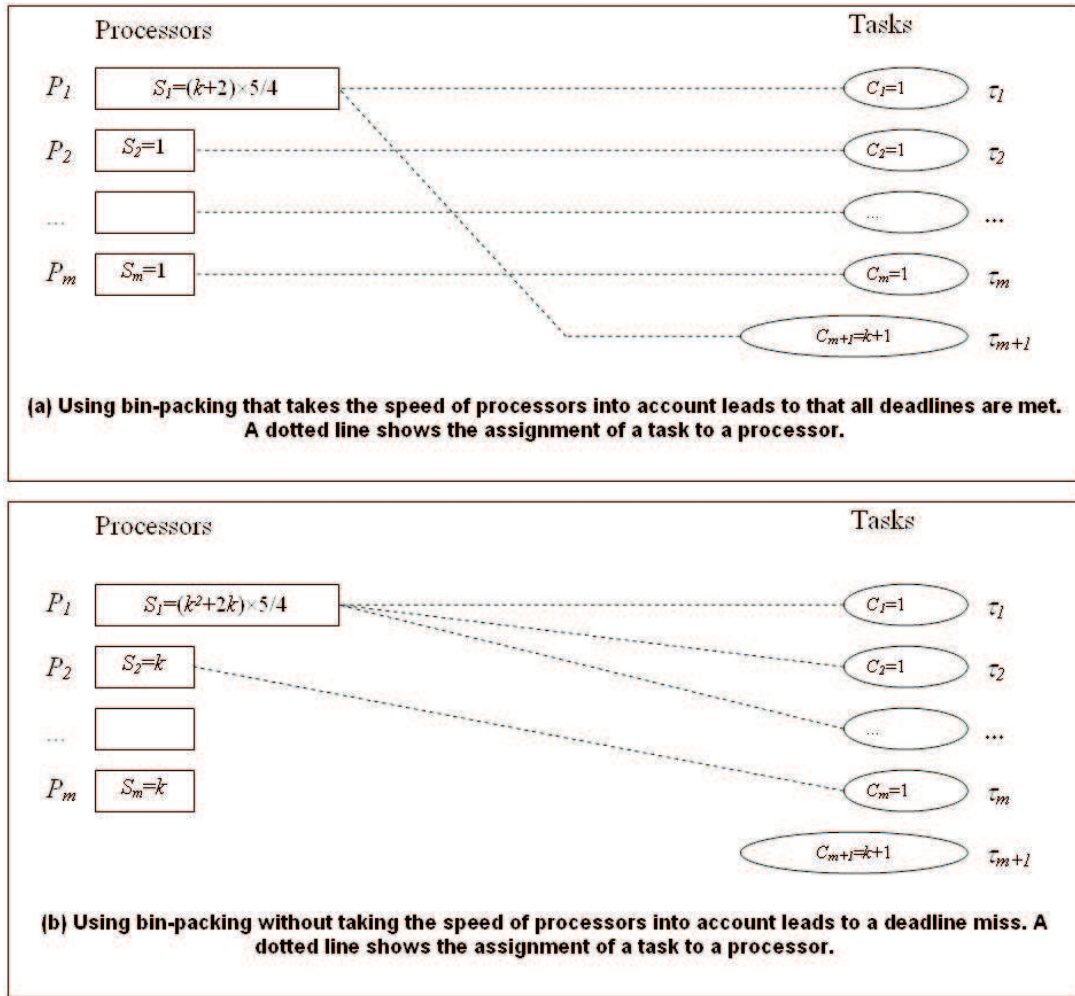 Processors Tasks
P1 S1=(k+2)×5/4 C1=1 τ1
P2 S2=1 C2=1 τ2
... ... ...
Pm Sm=1 Cm=1 τm
Cm+1=k+1 τm+1
(a) Using bin-packing that takes the speed of processors into account leads to that all deadlines are met.
A dotted line shows the assignment of a task to a processor.
Processors Tasks
P1 S1=(k²+2k)×5/4 C1=1 τ1
P2 S2=k C2=1 τ2
... ... ...
Pm Sm=k Cm=1 τm
Cm+1=k+1 τm+1
(b) Using bin-packing without taking the speed of processors into account leads to a deadline miss. A
dotted line shows the assignment of a task to a processor.